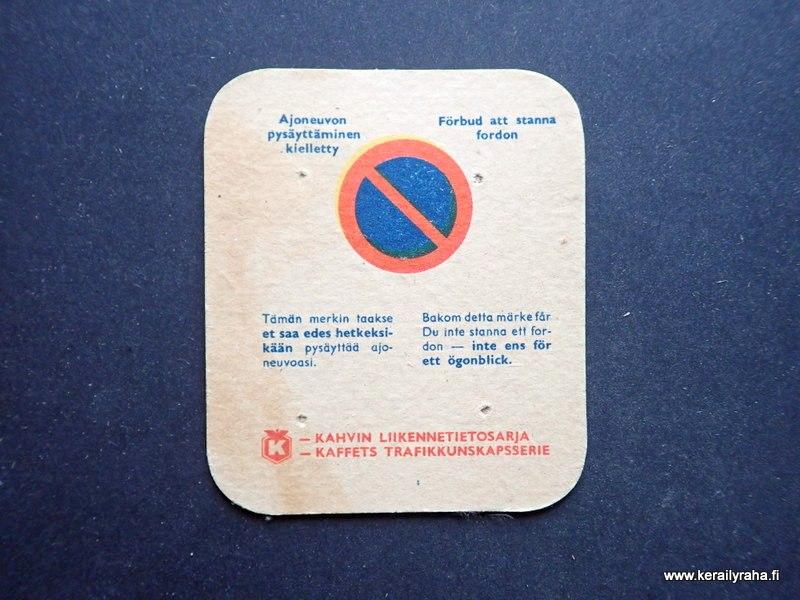 Ajoneuvon
pysäyttäminen
kielletty
Förbud att stanna
fordon
Tämän merkin taakse
et saa edes hetkeksi-
kään pysäyttää ajo-
neuvoasi.
Bakom detta märke får
Du inte stanna ett for-
don — inte ens för
ett ögonblick.
K
— KAHVIN LIIKENNETIETOSARJA
— KAFFETS TRAFIKKUNSKAPSSERIE
www.kerailyraha.fi